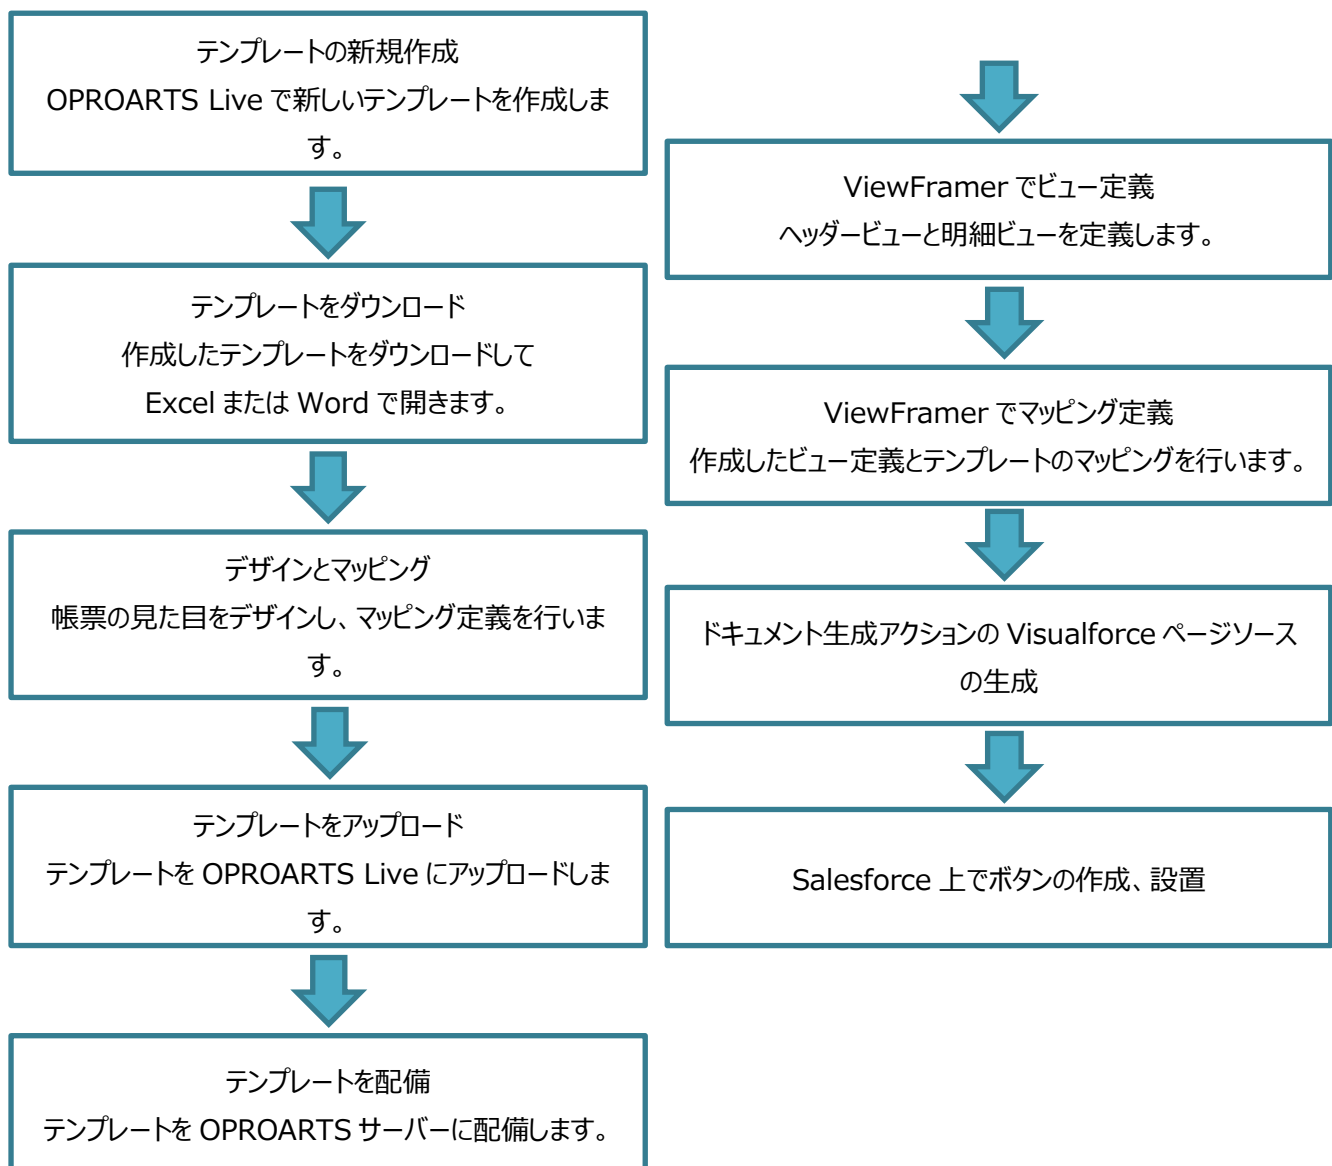 テンプレートの新規作成
OPROARTS Live で新しいテンプレートを作成しま
す。
テンプレートをダウンロード
作成したテンプレートをダウンロードして
Excel または Word で開きます。
デザインとマッピング
帳票の見た目をデザインし、マッピング定義を行いま
す。
テンプレートをアップロード
テンプレートを OPROARTS Live にアップロードしま
す。
テンプレートを配備
テンプレートを OPROARTS サーバーに配備します。
ViewFramer でビュー定義
ヘッダービューと明細ビューを定義します。
ViewFramer でマッピング定義
作成したビュー定義とテンプレートのマッピングを行います。
ドキュメント生成アクションの Visualforce ページソース
の生成
Salesforce 上でボタンの作成、設置